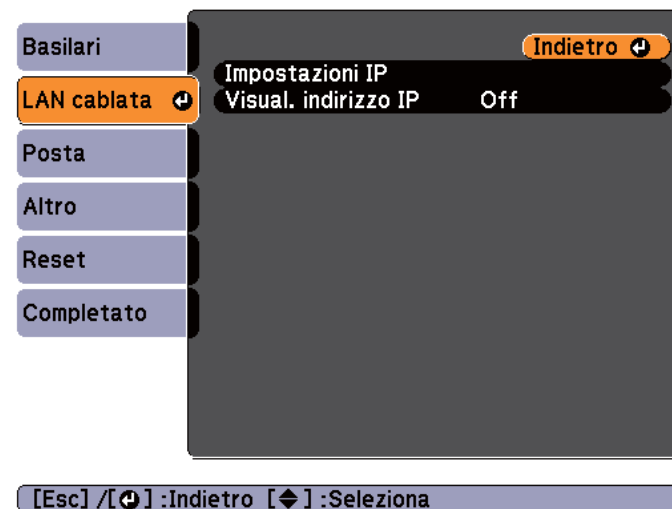 Basilari
LAN cablata
Posta
Altro
Reset
Completato
Indietro
Impostazioni IP
Visual. indirizzo IP Off
[Esc] /[⏎] :Indietro [◆] :Seleziona